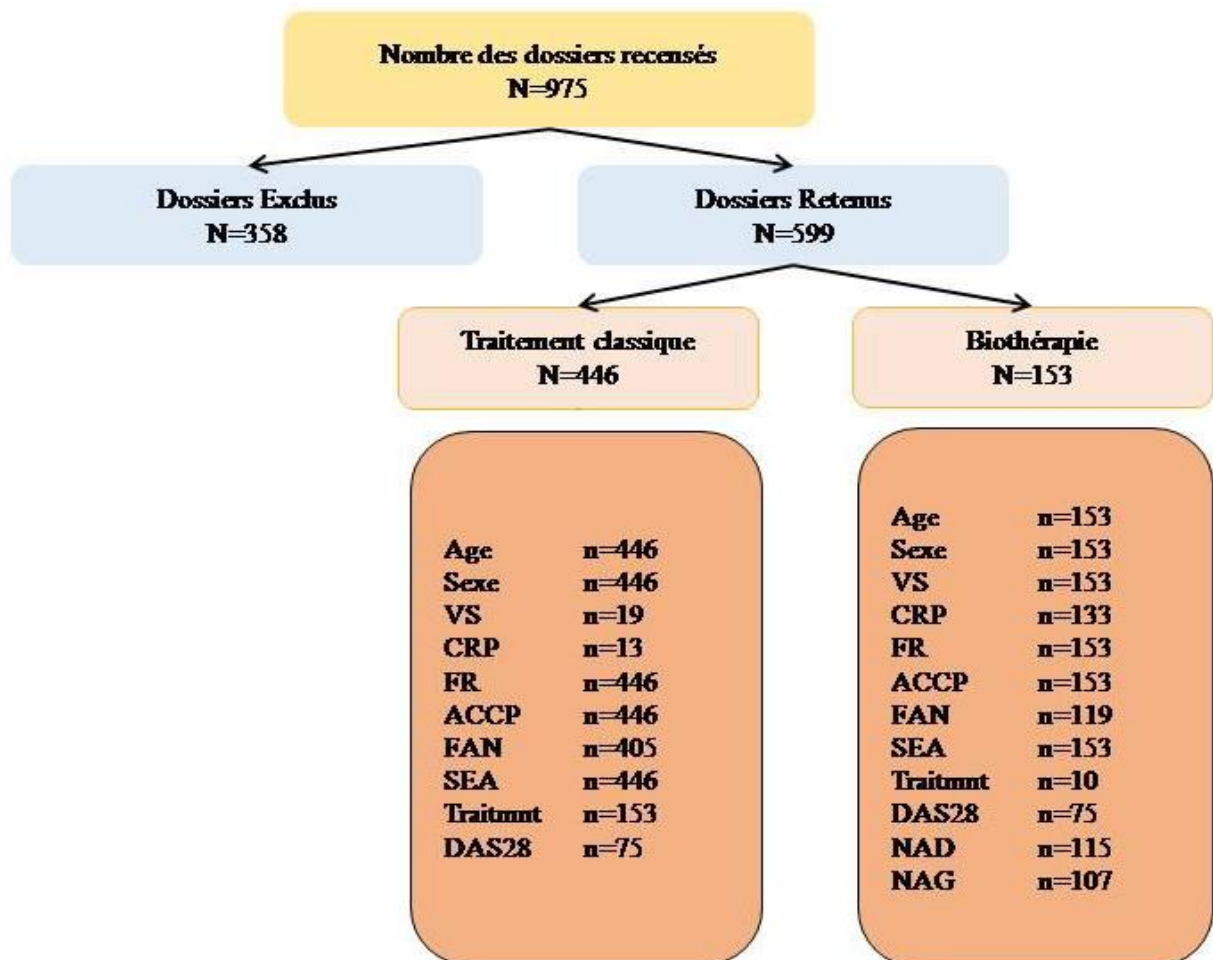 Nombre des dossiers recensés
N=975
Dossiers Exclus
N=358
Dossiers Retenus
N=599
Traitement classique
N=446
Biothérapie
N=153
Age n=446
Sexe n=446
VS n=19
CRP n=13
FR n=446
ACCP n=446
FAN n=405
SEA n=446
Traitmnt n=153
DAS28 n=75
Age n=153
Sexe n=153
VS n=153
CRP n=133
FR n=153
ACCP n=153
FAN n=119
SEA n=153
Traitmnt n=10
DAS28 n=75
NAD n=115
NAG n=107